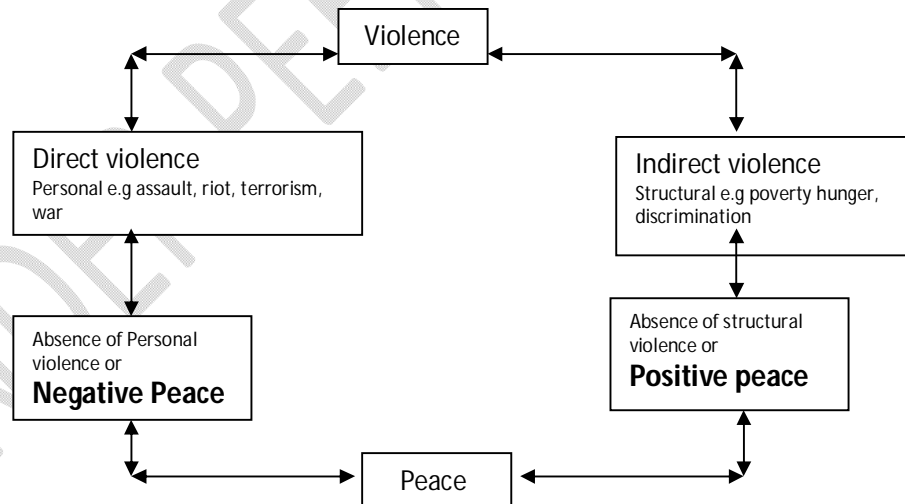 Violence
Direct violence
Personal e.g assault, riot, terrorism,
war
Indirect violence
Structural e.g poverty hunger,
discrimination
Absence of Personal
violence or
Negative Peace
Absence of structural
violence or
Positive peace
Peace